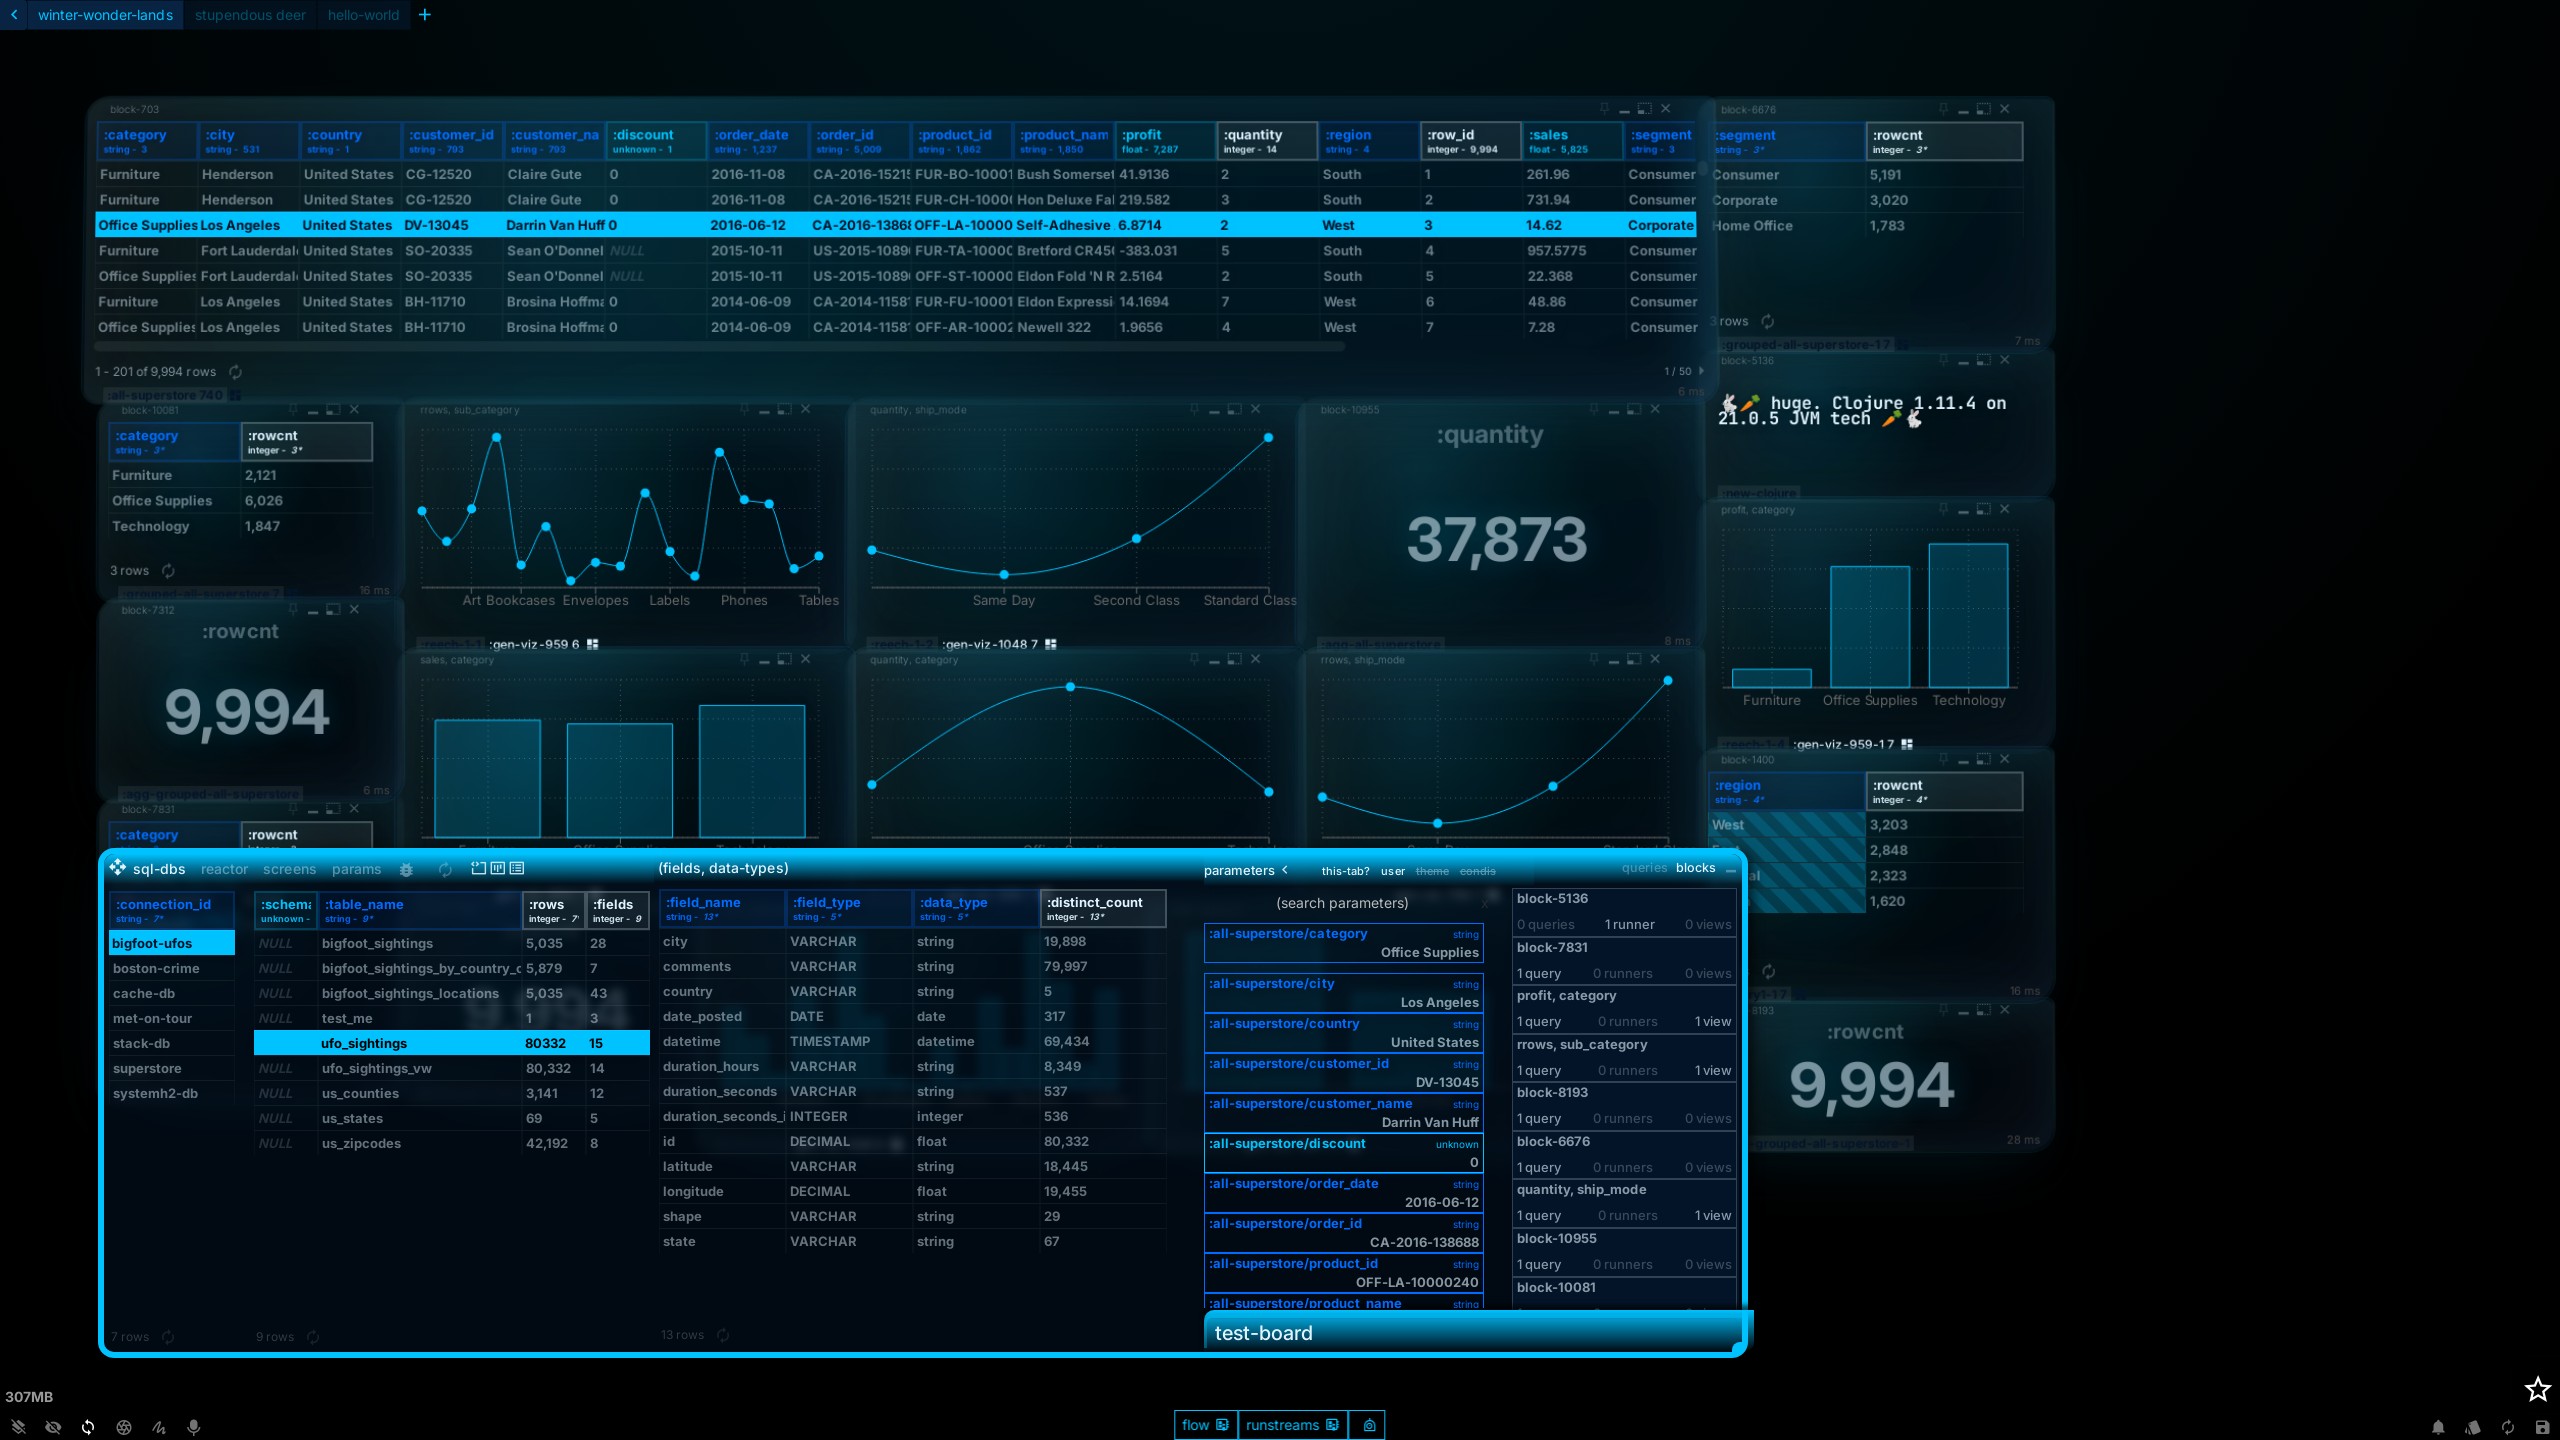 winter-wonder-lands stupendous deer hello-world +
block-703
:category :city :country :customer_id :customer_na :discount :order_date :order_id :product_id :product_nam :profit :quantity :region :row_id :sales :segment
string - 3 string - 531 string - 1 string - 793 string - 793 unknown - 1 string - 1,237 string - 5,009 string - 1,862 string - 1,850 float - 7,287 integer - 14 string - 4 integer - 9,994 float - 5,825 string - 3
Furniture Henderson United States CG-12520 Claire Gute 0 2016-11-08 CA-2016-1521 FUR-BO-10001 Bush Somerset 41.9136 2 South 1 261.96 Consumer
Furniture Henderson United States CG-12520 Claire Gute 0 2016-11-08 CA-2016-1521 FUR-CH-1000 Hon Deluxe Fa 219.582 3 South 2 731.94 Consumer
Office Supplies Los Angeles United States DV-13045 Darrin Van Huff 0 2016-06-12 CA-2016-1386 OFF-LA-10000 Self-Adhesive 6.8714 2 West 3 14.62 Corporate
Furniture Fort Lauderdal United States SO-20335 Sean O'Donnel NULL 2015-10-11 US-2015-1089 FUR-TA-1000 Bretford CR45 -383.031 5 South 4 957.5775 Consumer
Office Supplies Fort Lauderdal United States SO-20335 Sean O'Donnel NULL 2015-10-11 US-2015-1089 OFF-ST-1000 Eldon Fold 'N R 2.5164 2 South 5 22.368 Consumer
Furniture Los Angeles United States BH-11710 Brosina Hoffma 0 2014-06-09 CA-2014-1158 FUR-FU-10001 Eldon Expressi 14.1694 7 West 6 48.86 Consumer
Office Supplies Los Angeles United States BH-11710 Brosina Hoffma 0 2014-06-09 CA-2014-1158 OFF-AR-1000 Newell 322 1.9656 4 West 7 7.28 Consumer
1 - 201 of 9,994 rows 1 / 50
6 ms
:all-superstore 740
block-6676
:segment :rowcnt
string - 3* integer - 3*
Consumer 5,191
Corporate 3,020
Home Office 1,783
3 rows
7 ms
:grouped-all-superstore-1 7
block-5136
🐇🥕 huge. Clojure 1.11.4 on
21.0.5 JVM tech 🥕🐇
:new-clojure
block-10081
:category :rowcnt
string - 3* integer - 3*
Furniture 2,121
Office Supplies 6,026
Technology 1,847
3 rows
16 ms
:grouped-all-superstore 7
rrows, sub_category
Art Bookcases Envelopes Labels Phones Tables
:reech-1-1 :gen-viz-959 6
quantity, ship_mode
Same Day Second Class Standard Class
:reech-1-2 :gen-viz-1048 7
block-10955
:quantity
37,873
8 ms
:agg-all-superstore
profit, category
Furniture Office Supplies Technology
:reech-1-4 :gen-viz-959-1 7
block-7312
:rowcnt
9,994
6 ms
:agg-grouped-all-superstore
sales, category
quantity, category
rrows, ship_mode
block-1400
:region :rowcnt
string - 4* integer - 4*
West 3,203
2,848
2,323
1,620
16 ms
block-7831
:category :rowcnt
8193
:rowcnt
9,994
28 ms
grouped-all-superstore-1
sql-dbs reactor screens params
:connection_id
string - 7*
bigfoot-ufos
boston-crime
cache-db
met-on-tour
stack-db
superstore
systemh2-db
7 rows
:schema :table_name :rows :fields
unknown - string - 9* integer - 7 integer - 9
NULL bigfoot_sightings 5,035 28
NULL bigfoot_sightings_by_country_c 5,879 7
NULL bigfoot_sightings_locations 5,035 43
NULL test_me 1 3
ufo_sightings 80332 15
NULL ufo_sightings_vw 80,332 14
NULL us_counties 3,141 12
NULL us_states 69 5
NULL us_zipcodes 42,192 8
9 rows
(fields, data-types)
:field_name :field_type :data_type :distinct_count
string - 13* string - 5* string - 5* integer - 13*
city VARCHAR string 19,898
comments VARCHAR string 79,997
country VARCHAR string 5
date_posted DATE date 317
datetime TIMESTAMP datetime 69,434
duration_hours VARCHAR string 8,349
duration_seconds VARCHAR string 537
duration_seconds_i INTEGER integer 536
id DECIMAL float 80,332
latitude VARCHAR string 18,445
longitude DECIMAL float 19,455
shape VARCHAR string 29
state VARCHAR string 67
13 rows
parameters this-tab? user theme condis
(search parameters) x
:all-superstore/category string
Office Supplies
:all-superstore/city string
Los Angeles
:all-superstore/country string
United States
:all-superstore/customer_id string
DV-13045
:all-superstore/customer_name string
Darrin Van Huff
:all-superstore/discount unknown
0
:all-superstore/order_date string
2016-06-12
:all-superstore/order_id string
CA-2016-138688
:all-superstore/product_id string
OFF-LA-10000240
:all-superstore/product_name string
queries blocks
block-5136
0 queries 1 runner 0 views
block-7831
1 query 0 runners 0 views
profit, category
1 query 0 runners 1 view
rrows, sub_category
1 query 0 runners 1 view
block-8193
1 query 0 runners 0 views
block-6676
1 query 0 runners 0 views
quantity, ship_mode
1 query 0 runners 1 view
block-10955
1 query 0 runners 0 views
block-10081
test-board
307MB
flow runstreams